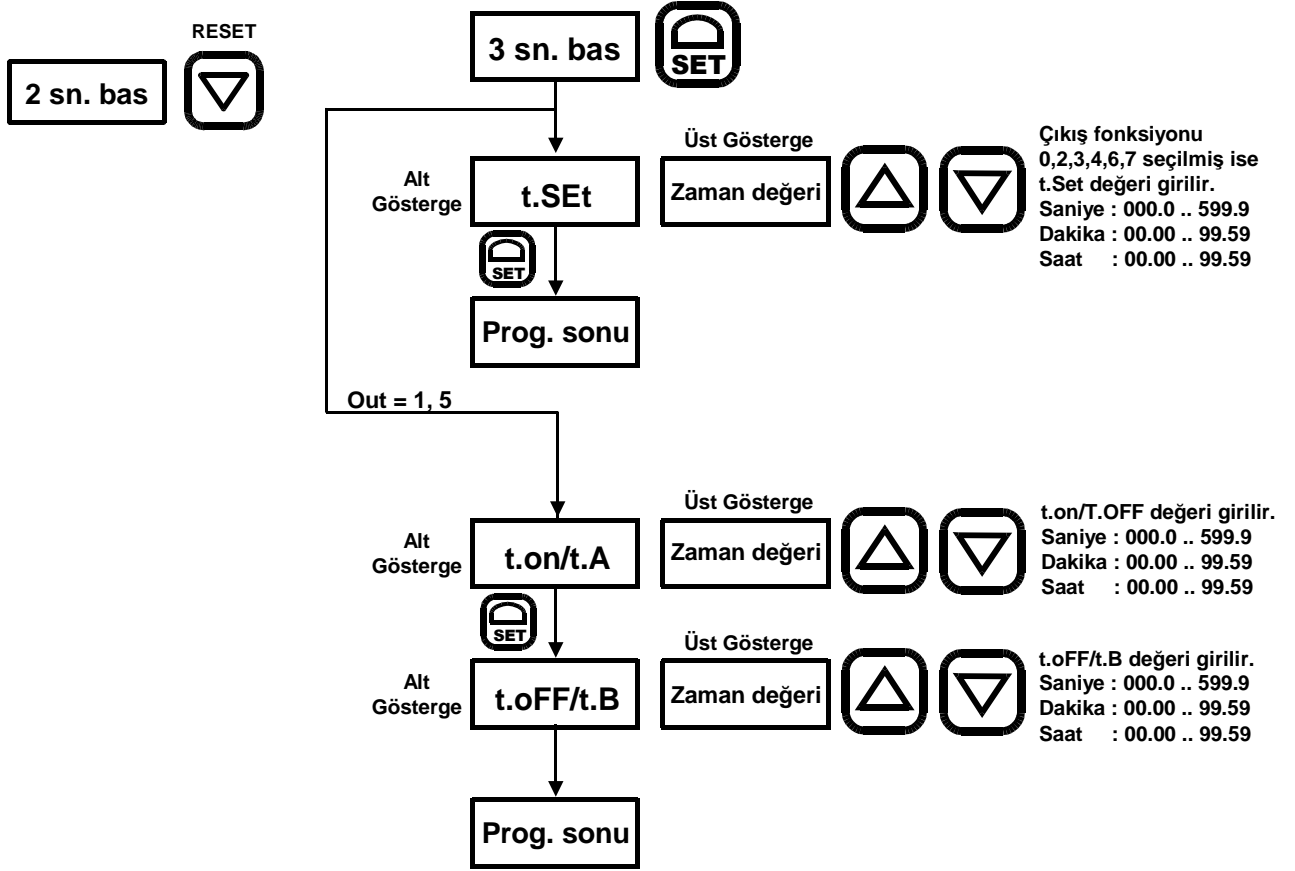 RESET
2 sn. bas
3 sn. bas
SET
Üst Gösterge
Alt
Gösterge
t.SEt
Zaman değeri
Çıkış fonksiyonu
0,2,3,4,6,7 seçilmiş ise
t.Set değeri girilir.
Saniye : 000.0 .. 599.9
Dakika : 00.00 .. 99.59
Saat : 00.00 .. 99.59
SET
Prog. sonu
Out = 1, 5
Üst Gösterge
Alt
Gösterge
t.on/t.A
Zaman değeri
t.on/T.OFF değeri girilir.
Saniye : 000.0 .. 599.9
Dakika : 00.00 .. 99.59
Saat : 00.00 .. 99.59
SET
Üst Gösterge
Alt
Gösterge
t.oFF/t.B
Zaman değeri
t.oFF/t.B değeri girilir.
Saniye : 000.0 .. 599.9
Dakika : 00.00 .. 99.59
Saat : 00.00 .. 99.59
Prog. sonu